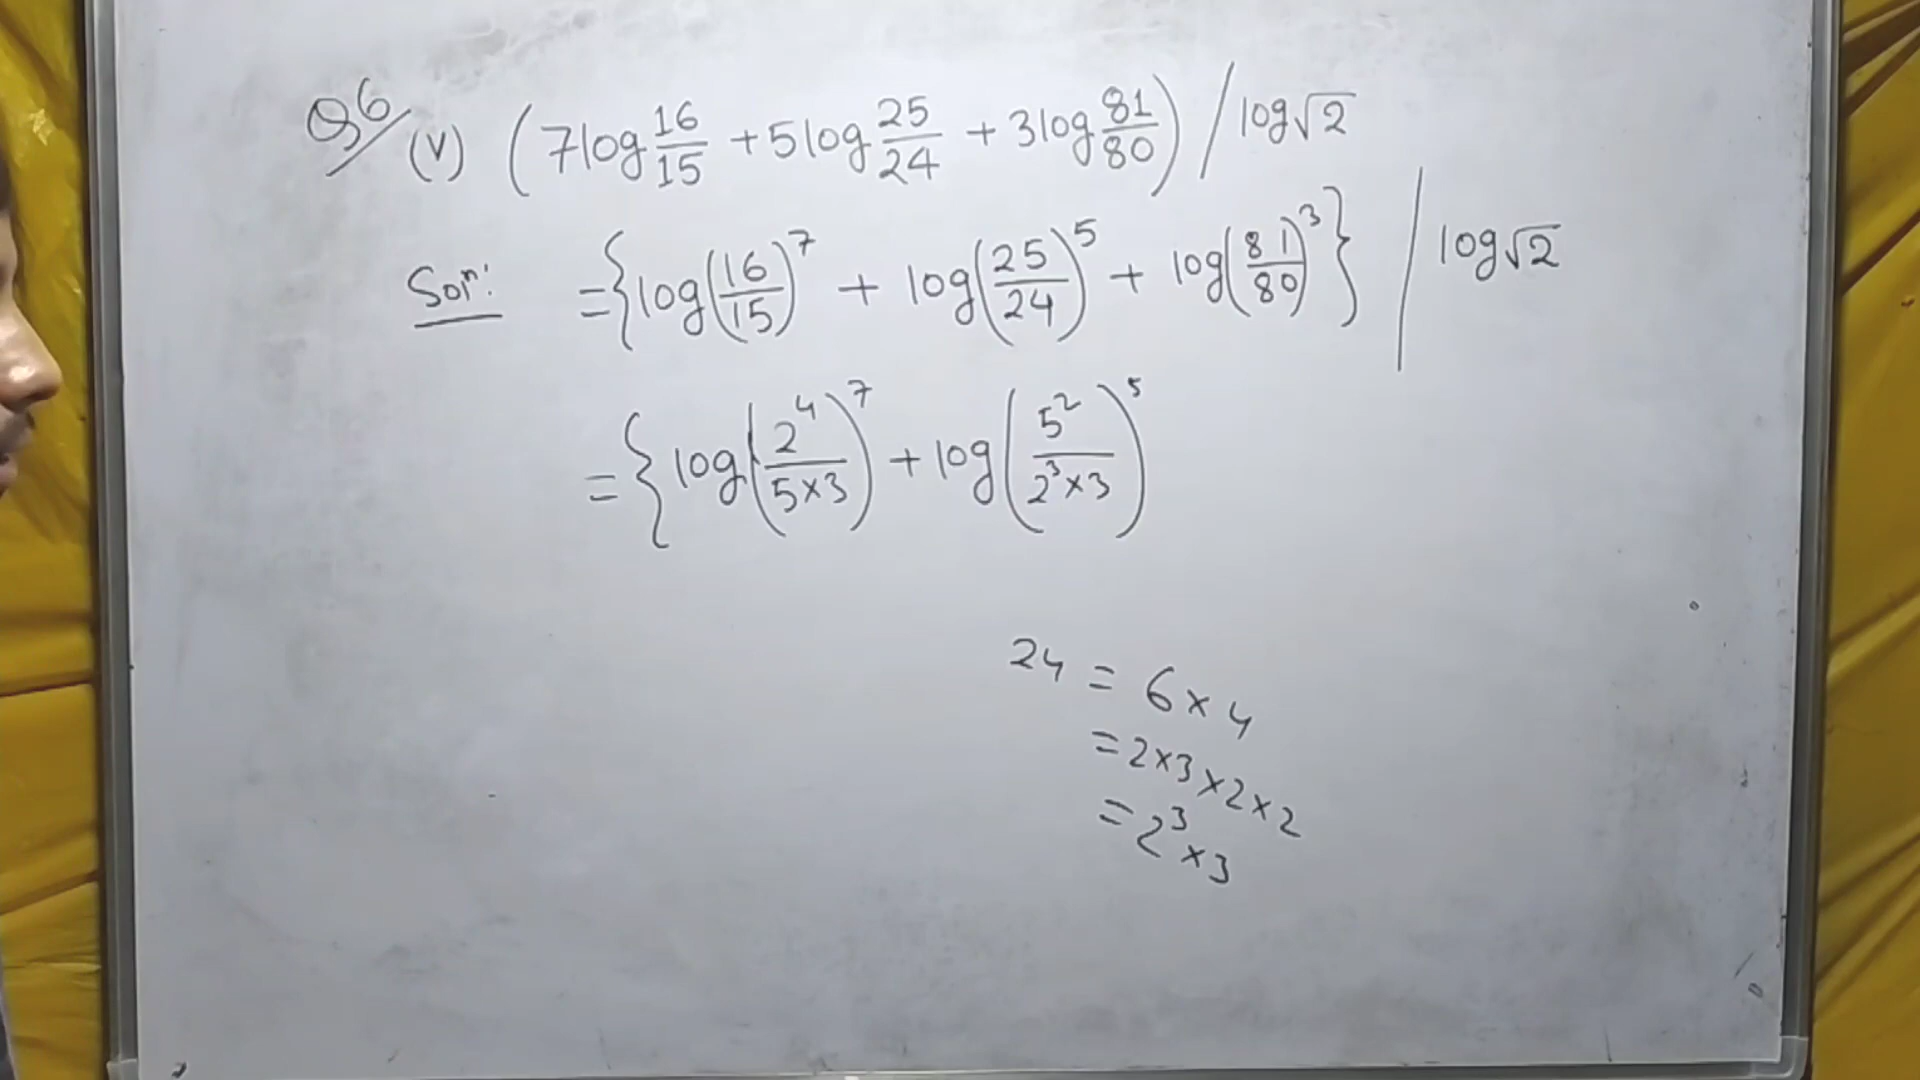 Q6 (v) (7log 16/15 + 5log 25/24 + 3log 81/80) / log√2
Solⁿ: = {log(16/15)^7 + log(25/24)^5 + log(81/80)^3} / log√2
= {log(2^4/5×3)^7 + log(5^2/2^3×3)^5
24 = 6×4
= 2×3×2×2
= 2^3×3